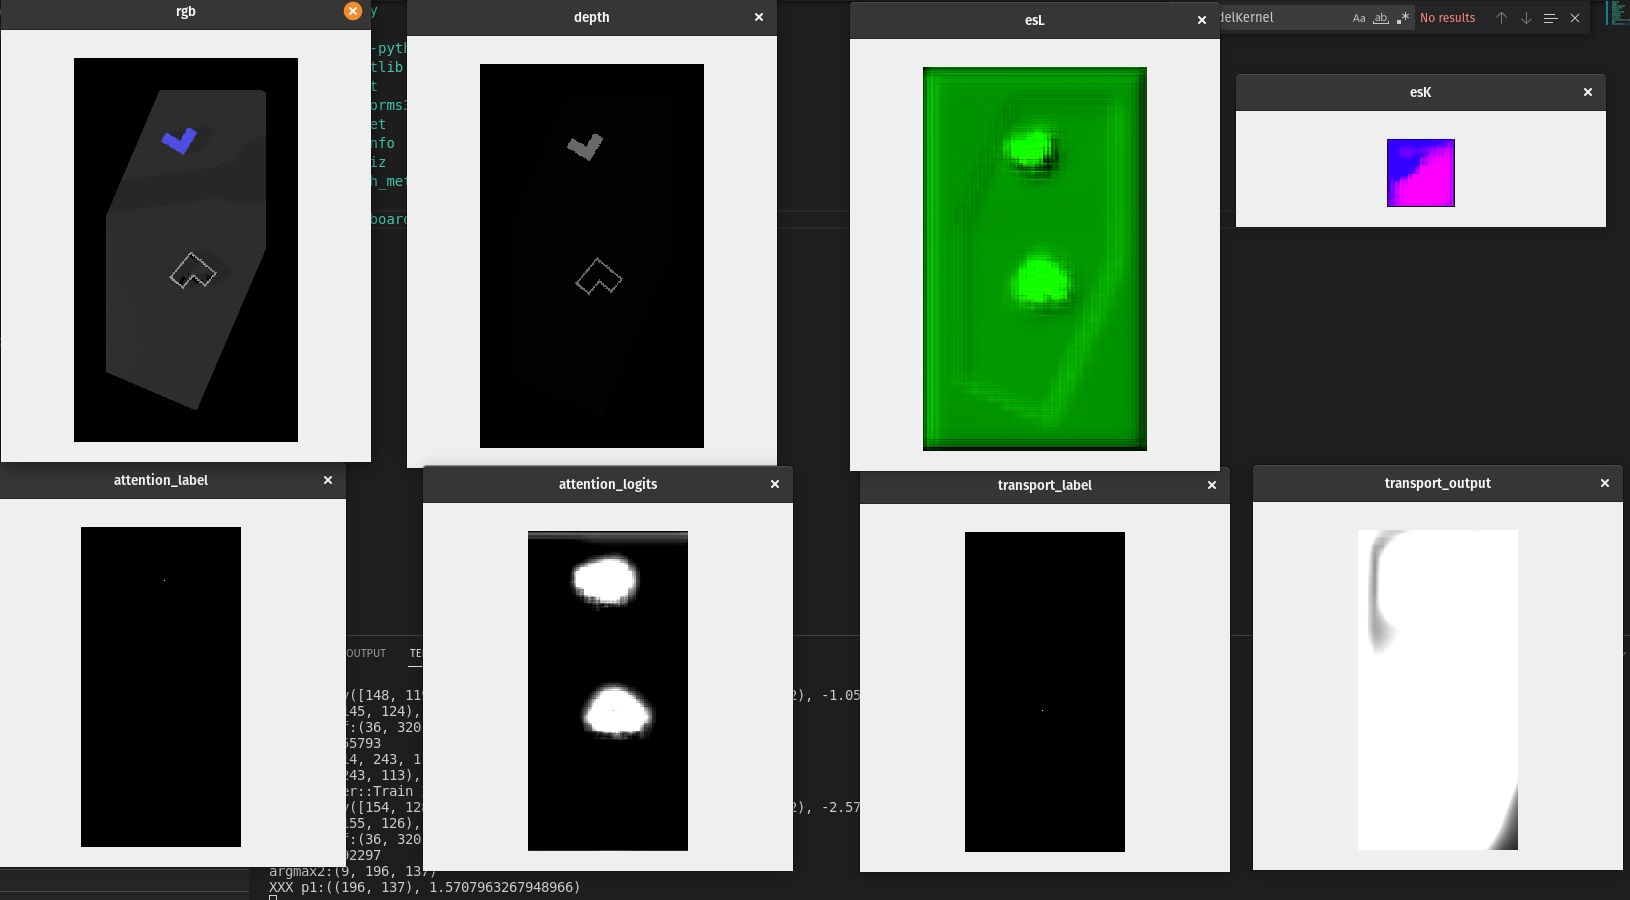 rgb
depth
esL
delKernel
Aa
ab
.*
No results
esK
y
-pyth
tlib
t
orms3
et
nfo
iz
h_met
board
attention_label
attention_logits
transport_label
transport_output
OUTPUT
TE
y([148, 11
2), -1.05
145, 124),
f:(36, 320
55793
14, 243, 1
243, 113),
er::Train
y([154, 12
2), -2.57
155, 126),
f:(36, 320
92297
argmax2:(9, 196, 137)
XXX p1:((196, 137), 1.5707963267948966)